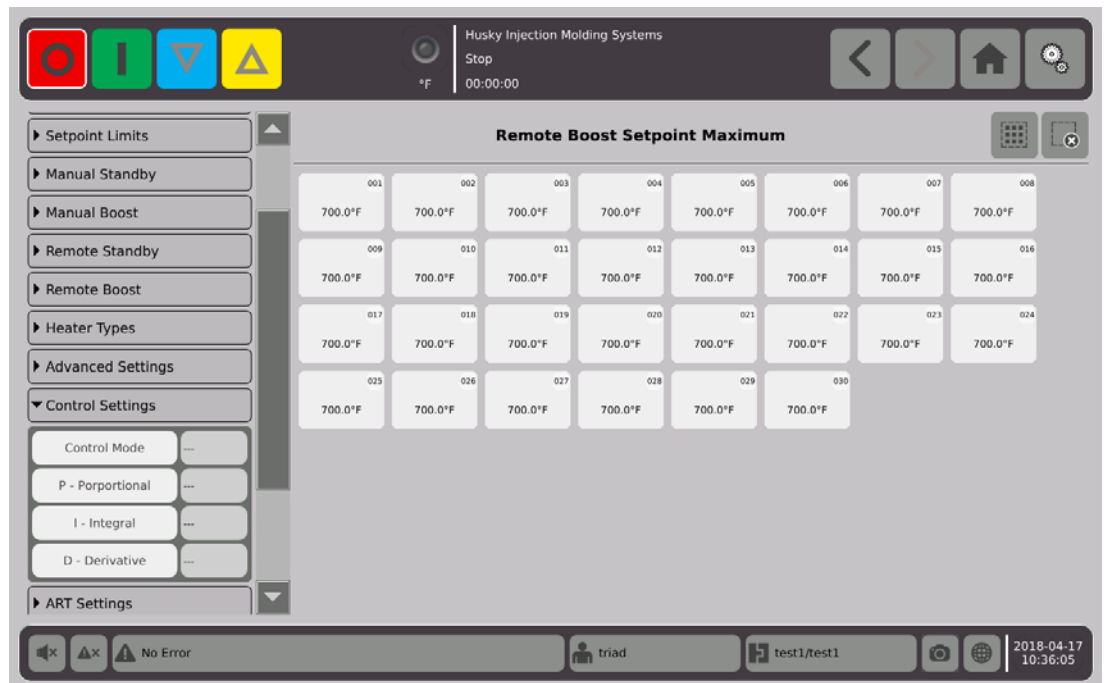 Husky Injection Molding Systems
Stop
°F
00:00:00
Setpoint Limits
Manual Standby
Manual Boost
Remote Standby
Remote Boost
Heater Types
Advanced Settings
Control Settings
Control Mode ---
P - Porportional ---
I - Integral ---
D - Derivative ---
ART Settings
Remote Boost Setpoint Maximum
001 002 003 004 005 006 007 008
700.0°F 700.0°F 700.0°F 700.0°F 700.0°F 700.0°F 700.0°F 700.0°F
009 010 011 012 013 014 015 016
700.0°F 700.0°F 700.0°F 700.0°F 700.0°F 700.0°F 700.0°F 700.0°F
017 018 019 020 021 022 023 024
700.0°F 700.0°F 700.0°F 700.0°F 700.0°F 700.0°F 700.0°F 700.0°F
025 026 027 028 029 030
700.0°F 700.0°F 700.0°F 700.0°F 700.0°F 700.0°F
No Error
triad
test1/test1
2018-04-17
10:36:05